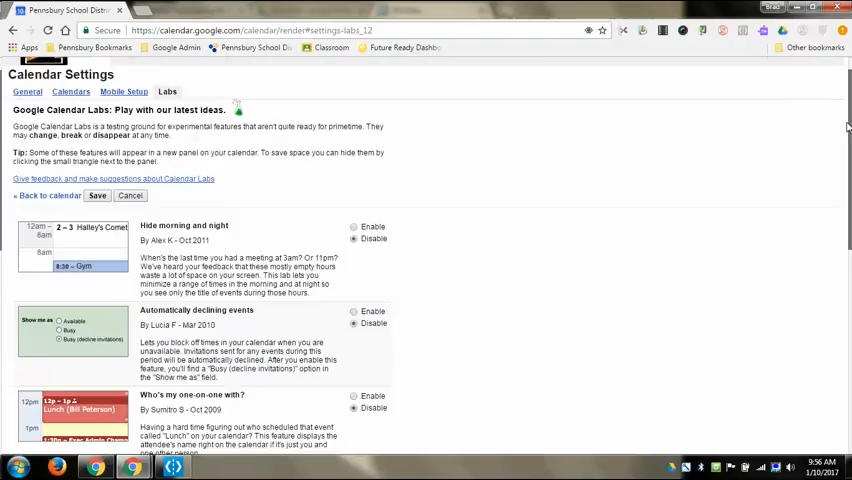 Pennsbury School Distri
Brad
Secure https://calendar.google.com/calendar/render#settings-labs_12
Apps Pennsbury Bookmarks Google Admin Pennsbury School Dis Classroom Future Ready Dashbo Other bookmarks
Calendar Settings
General Calendars Mobile Setup Labs
Google Calendar Labs: Play with our latest ideas.
Google Calendar Labs is a testing ground for experimental features that aren't quite ready for primetime. They
may change, break or disappear at any time.
Tip: Some of these features will appear in a new panel on your calendar. To save space you can hide them by
clicking the small triangle next to the panel.
Give feedback and make suggestions about Calendar Labs
« Back to calendar Save Cancel
12am – 6am
2 – 3 Halley's Comet
8am
8:30 – Gym
Hide morning and night
By Alex K - Oct 2011
When's the last time you had a meeting at 3am? Or 11pm?
We've heard your feedback that these mostly empty hours
waste a lot of space on your screen. This lab lets you
minimize a range of times in the morning and at night so
you see only the title of events during those hours.
Enable
Disable
Show me as
Available
Busy
Busy (decline invitations)
Automatically declining events
By Lucia F - Mar 2010
Lets you block off times in your calendar when you are
unavailable. Invitations sent for any events during this
period will be automatically declined. After you enable
this feature, you'll find a "Busy (decline invitations)" option in
the "Show me as" field.
Enable
Disable
12pm
12p – 1p
Lunch (Bill Peterson)
1pm
1:30p – Exec Admin Champ
Who's my one-on-one with?
By Sumitro S - Oct 2009
Having a hard time figuring out who scheduled that event
called "Lunch" on your calendar? This feature displays the
attendee's name right on the calendar if it's just you and
one other person.
Enable
Disable
9:56 AM
1/10/2017